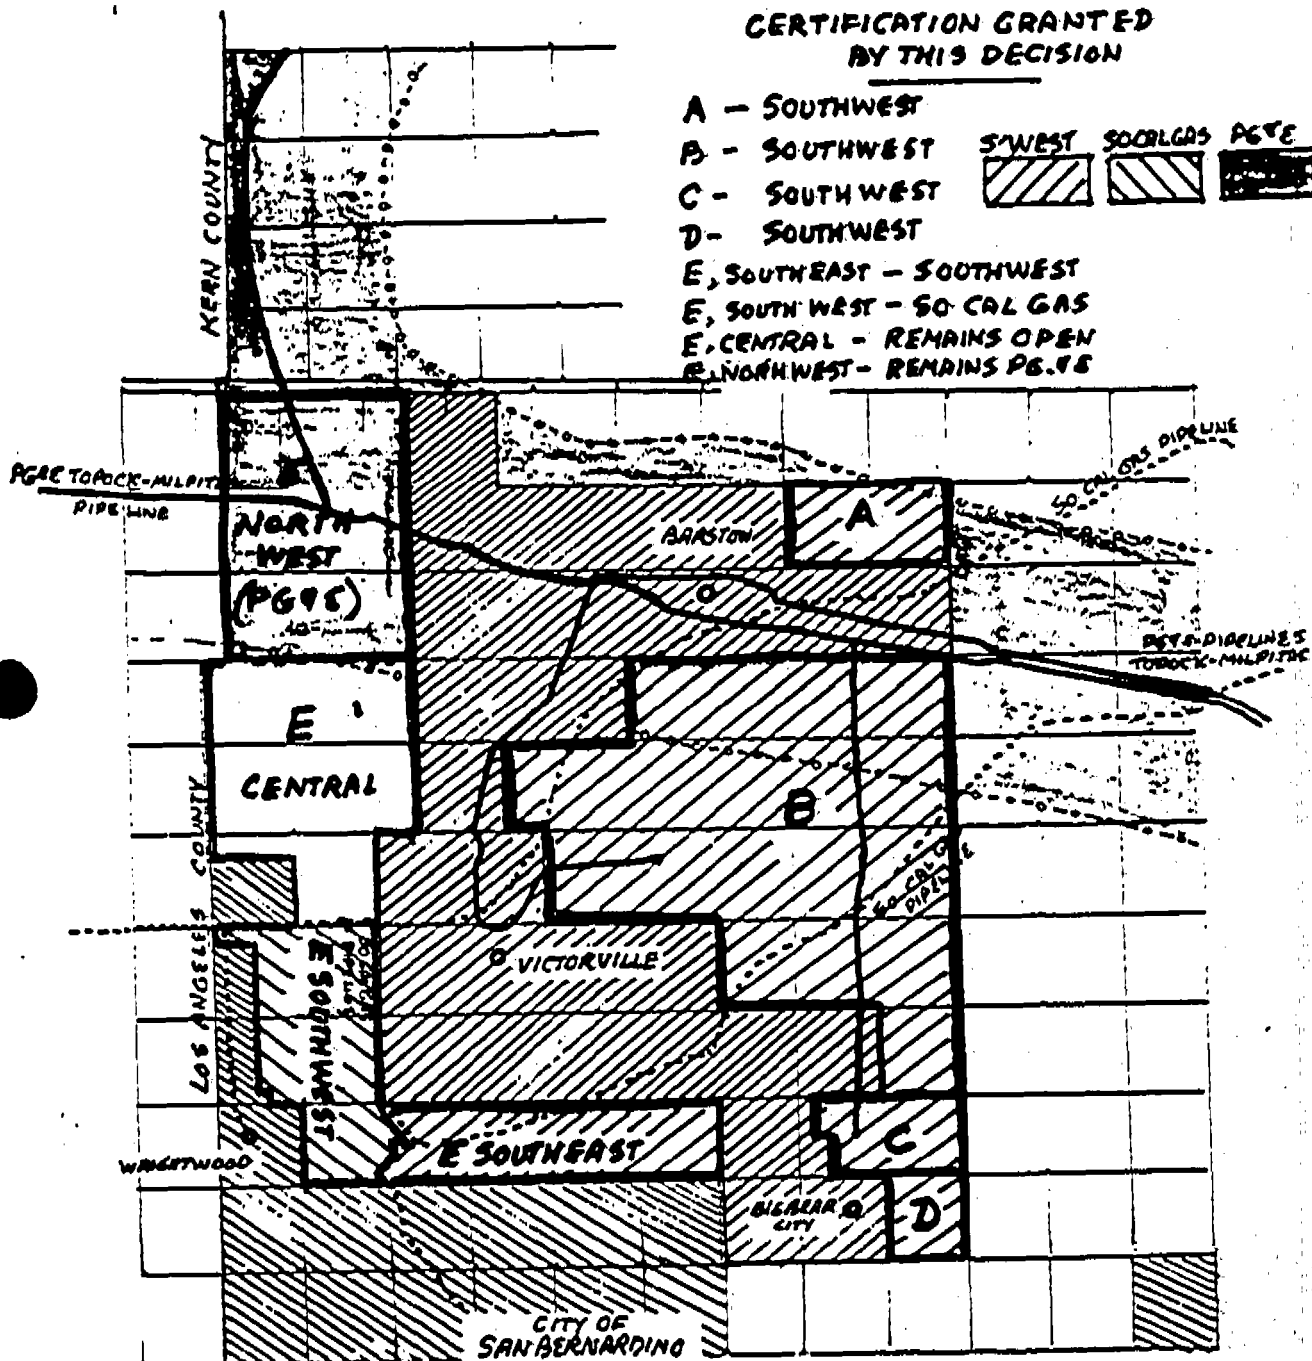 CERTIFICATION GRANTED
BY THIS DECISION
A - SOUTHWEST
B - SOUTHWEST
C - SOUTHWEST
D - SOUTHWEST
E, SOUTHEAST - SOUTHWEST
E, SOUTH WEST - SO CAL GAS
E, CENTRAL - REMAINS OPEN
E, NORTHWEST - REMAINS PG&E
S'WEST SOCALGAS PG&E
KERN COUNTY
PG&E TOPOCK-MILPITAS
PIPE LINE
NORTH
WEST
(PG&E)
BARSTOW
A
SO CAL GAS PIPELINE
PG&E-PIPELINES
TOPOCK-MILPITAS
E
CENTRAL
B
SO CAL GAS
PIPELINE
LOS ANGELES COUNTY
E SOUTHWEST
VICTORVILLE
E SOUTHEAST
C
WRIGHTWOOD
BIG BEAR
CITY
D
CITY OF
SAN BERNARDINO